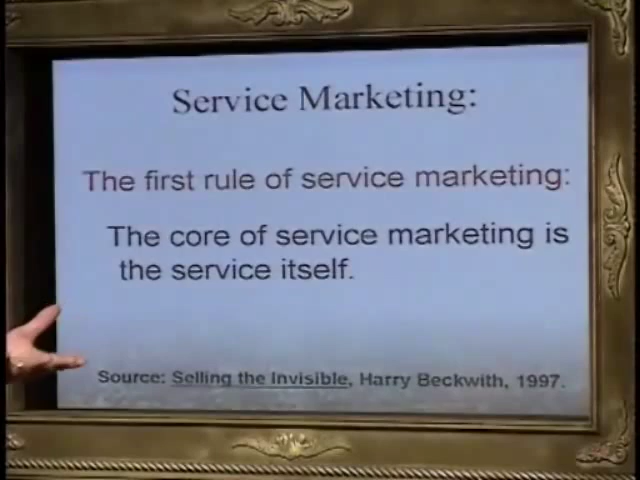 Service Marketing:
The first rule of service marketing:
The core of service marketing is
the service itself.
Source: Selling the Invisible, Harry Beckwith, 1997.